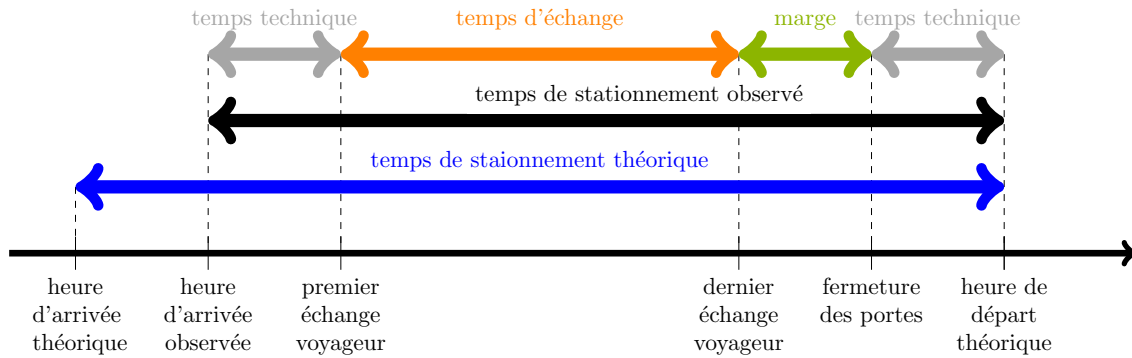 temps technique temps d'échange marge temps technique
temps de stationnement observé
temps de staionnement théorique
heure
d'arrivée
théorique
heure
d'arrivée
observée
premier
échange
voyageur
dernier
échange
voyageur
fermeture
des portes
heure de
départ
théorique